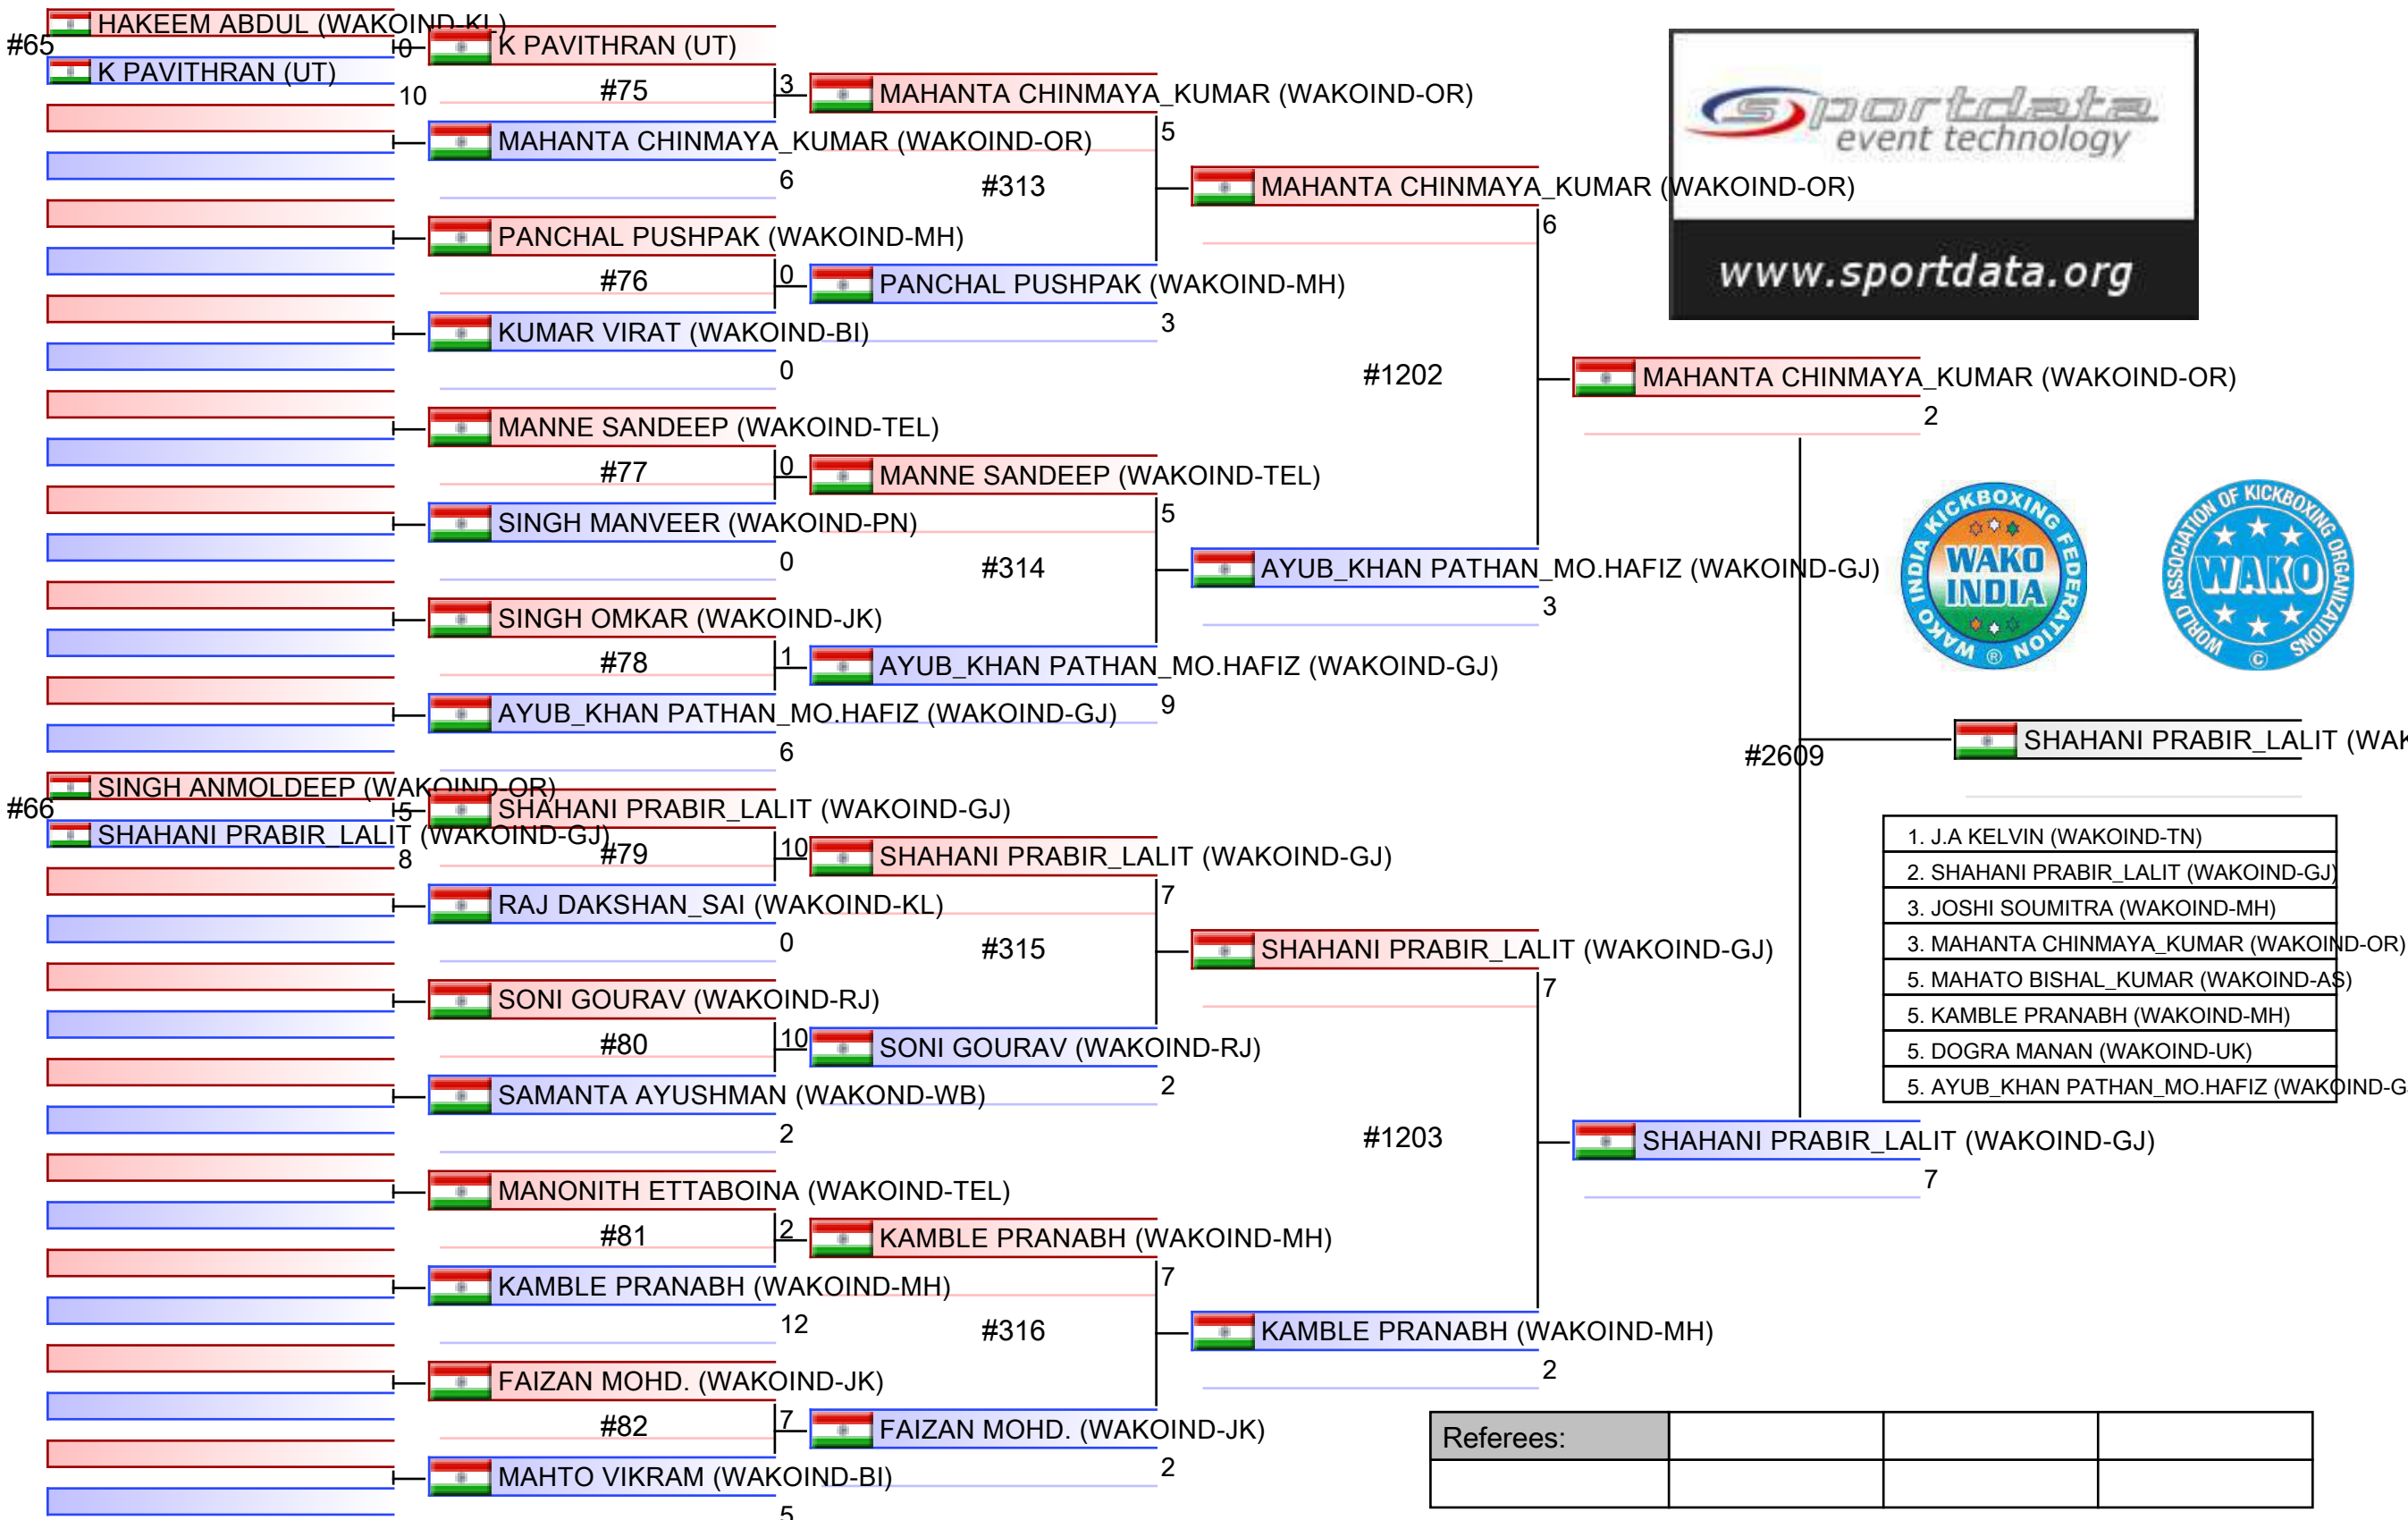 HAKEEM ABDUL (WAKOIND-KL)
#65
0
K PAVITHRAN (UT)
10
K PAVITHRAN (UT)
#75
3
MAHANTA CHINMAYA_KUMAR (WAKOIND-OR)
6
PANCHAL PUSHPAK (WAKOIND-MH)
#76
0
KUMAR VIRAT (WAKOIND-BI)
0
MANNE SANDEEP (WAKOIND-TEL)
#77
0
SINGH MANVEER (WAKOIND-PN)
0
SINGH OMKAR (WAKOIND-JK)
#78
1
AYUB_KHAN PATHAN_MO.HAFIZ (WAKOIND-GJ)
6
SINGH ANMOLDEEP (WAKOIND-OR)
#66
5
SHAHANI PRABIR_LALIT (WAKOIND-GJ)
8
SHAHANI PRABIR_LALIT (WAKOIND-GJ)
#79
10
RAJ DAKSHAN_SAI (WAKOIND-KL)
0
SONI GOURAV (WAKOIND-RJ)
#80
10
SAMANTA AYUSHMAN (WAKOND-WB)
2
MANONITH ETTABOINA (WAKOIND-TEL)
#81
2
KAMBLE PRANABH (WAKOIND-MH)
12
FAIZAN MOHD. (WAKOIND-JK)
#82
7
MAHTO VIKRAM (WAKOIND-BI)
5
MAHANTA CHINMAYA_KUMAR (WAKOIND-OR)
5
#313
PANCHAL PUSHPAK (WAKOIND-MH)
3
MANNE SANDEEP (WAKOIND-TEL)
5
#314
AYUB_KHAN PATHAN_MO.HAFIZ (WAKOIND-GJ)
9
SHAHANI PRABIR_LALIT (WAKOIND-GJ)
7
#315
SONI GOURAV (WAKOIND-RJ)
2
KAMBLE PRANABH (WAKOIND-MH)
7
#316
FAIZAN MOHD. (WAKOIND-JK)
2
MAHANTA CHINMAYA_KUMAR (WAKOIND-OR)
6
#1202
AYUB_KHAN PATHAN_MO.HAFIZ (WAKOIND-GJ)
3
SHAHANI PRABIR_LALIT (WAKOIND-GJ)
7
#1203
KAMBLE PRANABH (WAKOIND-MH)
2
MAHANTA CHINMAYA_KUMAR (WAKOIND-OR)
2
#2609
SHAHANI PRABIR_LALIT (WAKOIND-GJ)
7
SHAHANI PRABIR_LALIT (WAK
sportdata
event technology
www.sportdata.org
WAKO INDIA KICKBOXING FEDERATION
WAKO
INDIA
®
WORLD ASSOCIATION OF KICKBOXING ORGANIZATIONS
WAKO
©
1. J.A KELVIN (WAKOIND-TN)
2. SHAHANI PRABIR_LALIT (WAKOIND-GJ)
3. JOSHI SOUMITRA (WAKOIND-MH)
3. MAHANTA CHINMAYA_KUMAR (WAKOIND-OR)
5. MAHATO BISHAL_KUMAR (WAKOIND-AS)
5. KAMBLE PRANABH (WAKOIND-MH)
5. DOGRA MANAN (WAKOIND-UK)
5. AYUB_KHAN PATHAN_MO.HAFIZ (WAKOIND-G
Referees: